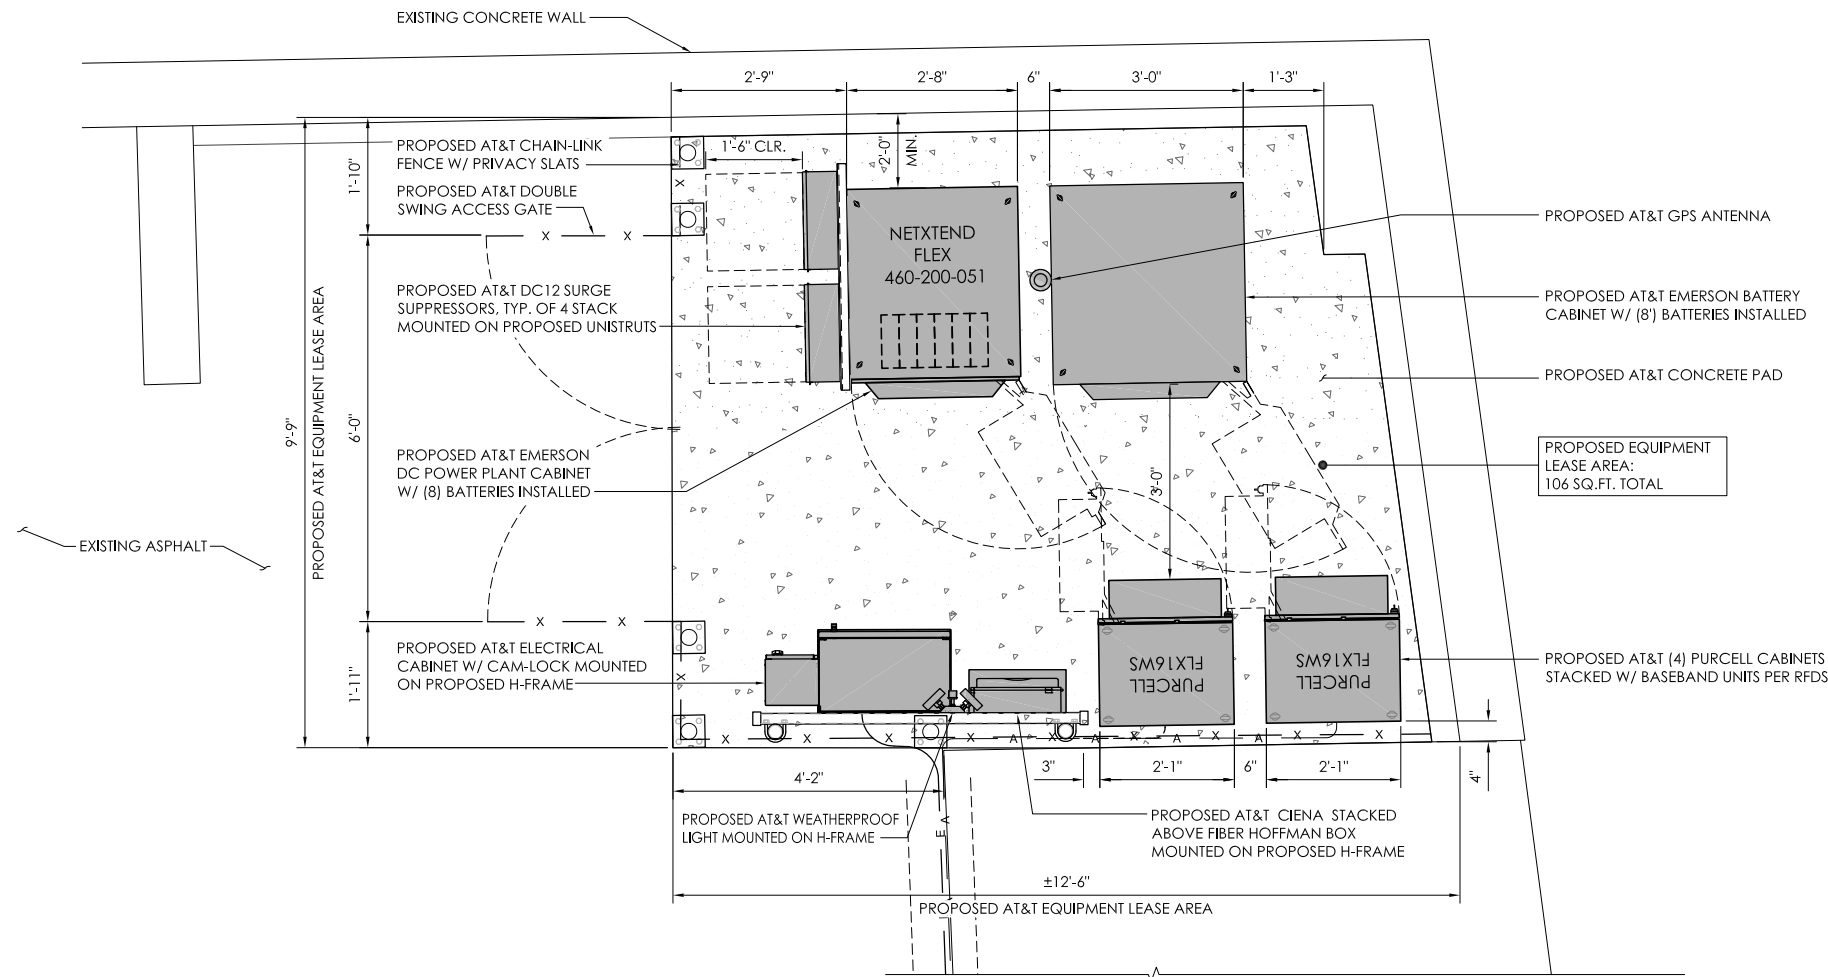 EXISTING CONCRETE WALL
2'-9"
2'-8"
6"
3'-0"
1'-3"
PROPOSED AT&T CHAIN-LINK
FENCE W/ PRIVACY SLATS
1'-6" CLR.
2'-0"
MIN.
1'-10"
PROPOSED AT&T DOUBLE
SWING ACCESS GATE
X
X
X
NETXTEND
FLEX
460-200-051
PROPOSED AT&T GPS ANTENNA
PROPOSED AT&T DC12 SURGE
SUPPRESSORS, TYP. OF 4 STACK
MOUNTED ON PROPOSED UNISTRUTS
PROPOSED AT&T EMERSON BATTERY
CABINET W/ (8') BATTERIES INSTALLED
PROPOSED AT&T CONCRETE PAD
9'-9"
PROPOSED AT&T EQUIPMENT LEASE AREA
6'-0"
PROPOSED AT&T EMERSON
DC POWER PLANT CABINET
W/ (8) BATTERIES INSTALLED
3'-0"
PROPOSED EQUIPMENT
LEASE AREA:
106 SQ.FT. TOTAL
EXISTING ASPHALT
X
X
PROPOSED AT&T ELECTRICAL
CABINET W/ CAM-LOCK MOUNTED
ON PROPOSED H-FRAME
X
1'-11"
PURCELL
FLX16WS
PURCELL
FLX16WS
PROPOSED AT&T (4) PURCELL CABINETS
STACKED W/ BASEBAND UNITS PER RFDS
X X X X A X A X A X A X
4'-2"
3"
2'-1"
6"
2'-1"
4"
PROPOSED AT&T WEATHERPROOF
LIGHT MOUNTED ON H-FRAME
A
E
PROPOSED AT&T CIENA STACKED
ABOVE FIBER HOFFMAN BOX
MOUNTED ON PROPOSED H-FRAME
±12'-6"
PROPOSED AT&T EQUIPMENT LEASE AREA